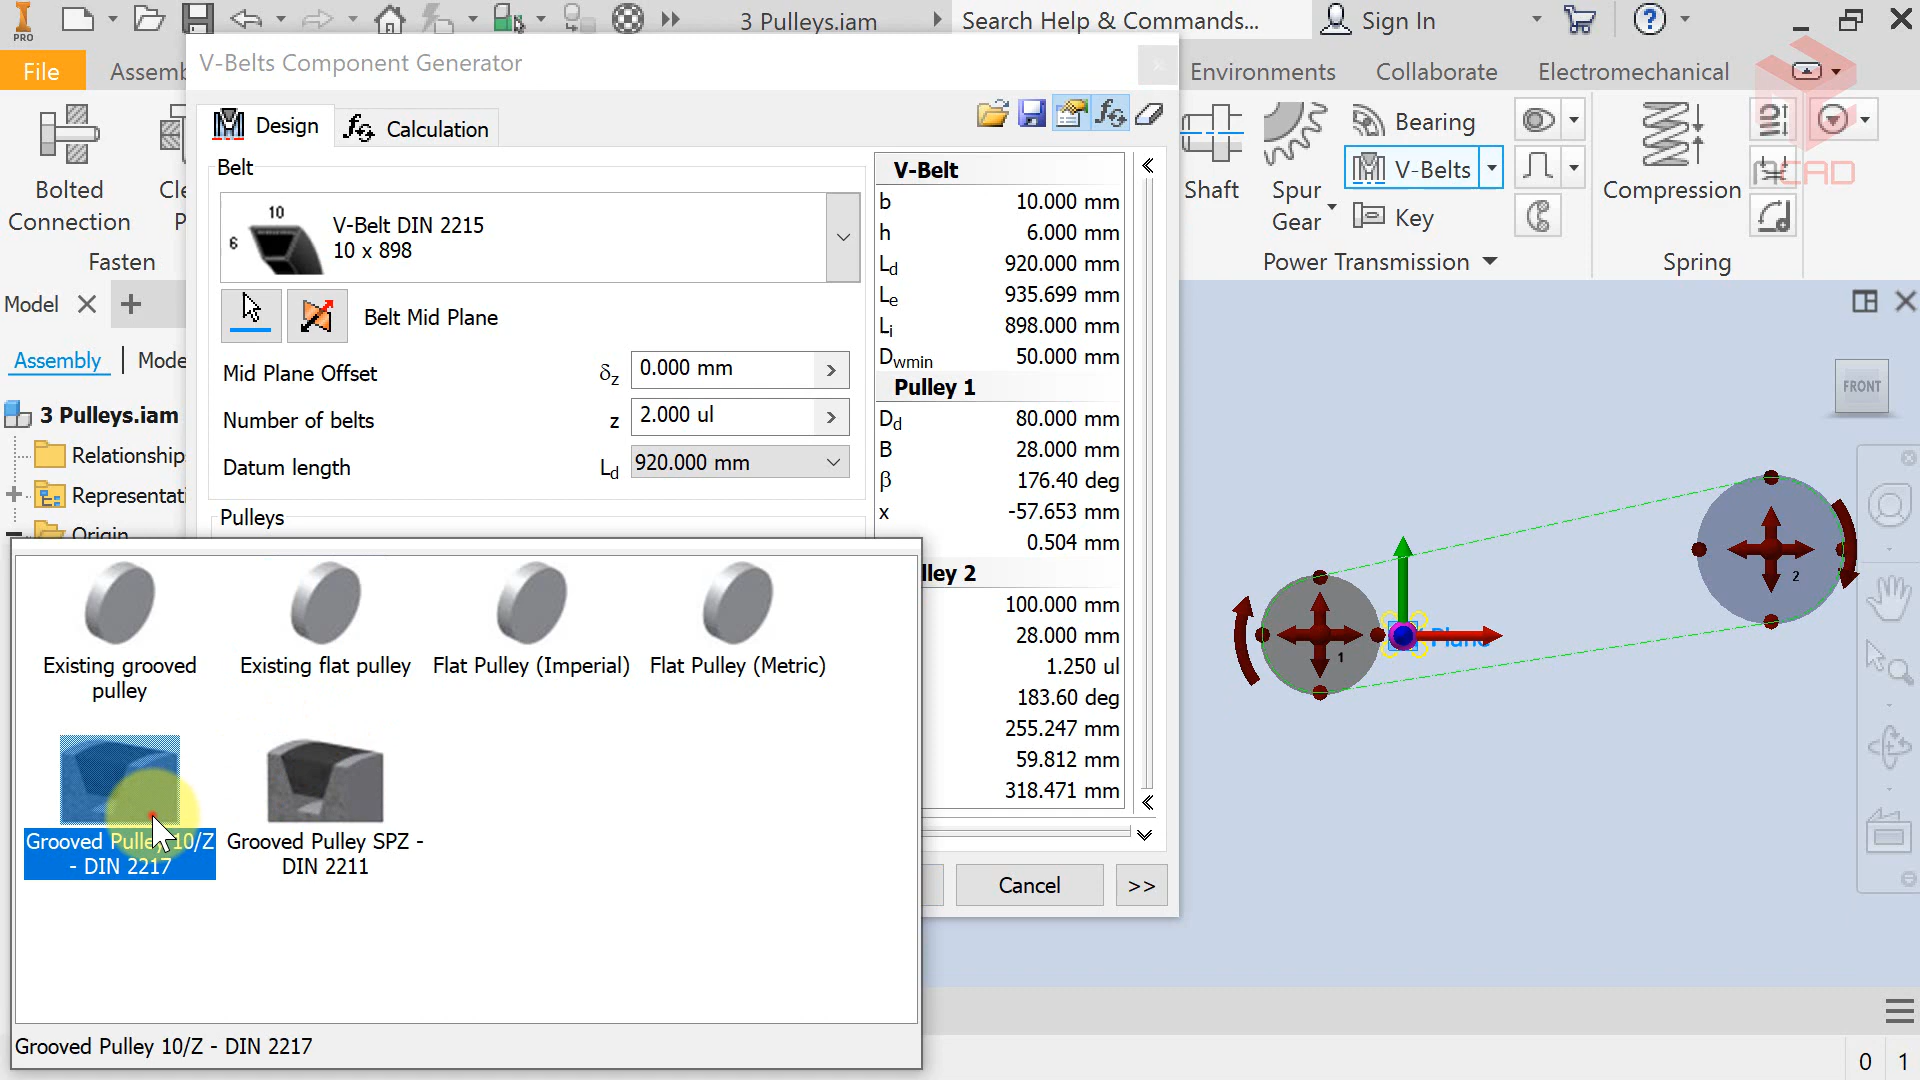 PRO
3 Pulleys.iam
Search Help & Commands...
Sign In
File
Assemb
V-Belts Component Generator
Environments
Collaborate
Electromechanical
Design
Calculation
Bolted
Connection
Cle
P
Fasten
Shaft
Spur
Gear
Bearing
V-Belts
Key
Power Transmission
Compression
Spring
ACAD
Belt
10
6
V-Belt DIN 2215
10 x 898
Belt Mid Plane
Mid Plane Offset δz 0.000 mm
Number of belts z 2.000 ul
Datum length Ld 920.000 mm
Pulleys
Model
Assembly
Mode
3 Pulleys.iam
Relationship
Representati
Origin
V-Belt
b 10.000 mm
h 6.000 mm
Ld 920.000 mm
Le 935.699 mm
Li 898.000 mm
Dwmin 50.000 mm
Pulley 1
Dd 80.000 mm
B 28.000 mm
β 176.40 deg
x -57.653 mm
0.504 mm
lley 2
100.000 mm
28.000 mm
1.250 ul
183.60 deg
255.247 mm
59.812 mm
318.471 mm
Cancel
>>
Existing grooved
pulley
Existing flat pulley
Flat Pulley (Imperial)
Flat Pulley (Metric)
Grooved Pulley 10/Z
- DIN 2217
Grooved Pulley SPZ -
DIN 2211
Grooved Pulley 10/Z - DIN 2217
FRONT
1
2
Plane
0 1